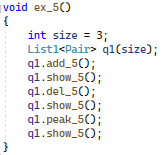 void ex_5()
{
int size = 3;
List1<Pair> q1(size);
q1.add_5();
q1.show_5();
q1.del_5();
q1.show_5();
q1.peak_5();
q1.show_5();
}